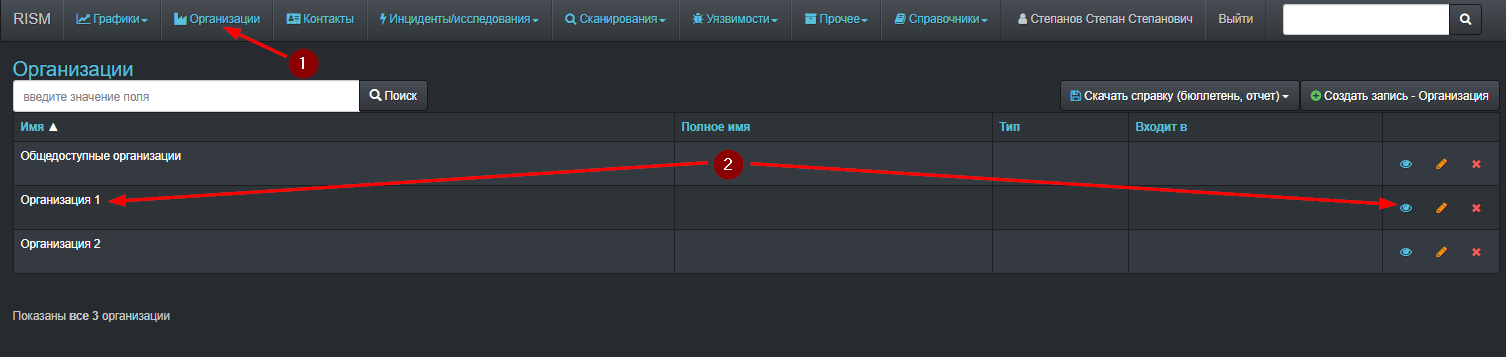 RISM Графики Организации Контакты Инциденты/исследования Сканирования Уязвимости Прочее Справочники Степанов Степан Степанович Выйти
1
Организации
введите значение поля Поиск Скачать справку (бюллетень, отчет) Создать запись - Организация
Имя Полное имя Тип Входит в
Общедоступные организации
2
Организация 1
Организация 2
Показаны все 3 организации